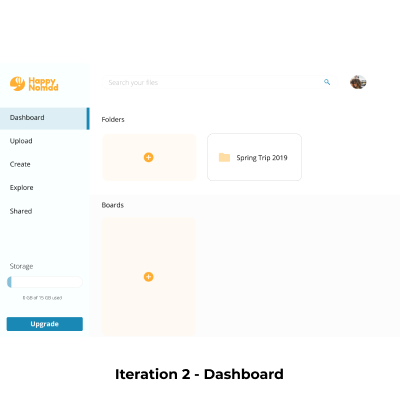 Happy
Nomad
Search your files
Dashboard
Upload
Create
Explore
Shared
Storage
6 GB of 15 GB used
Upgrade
Folders
Spring Trip 2019
Boards
Iteration 2 - Dashboard